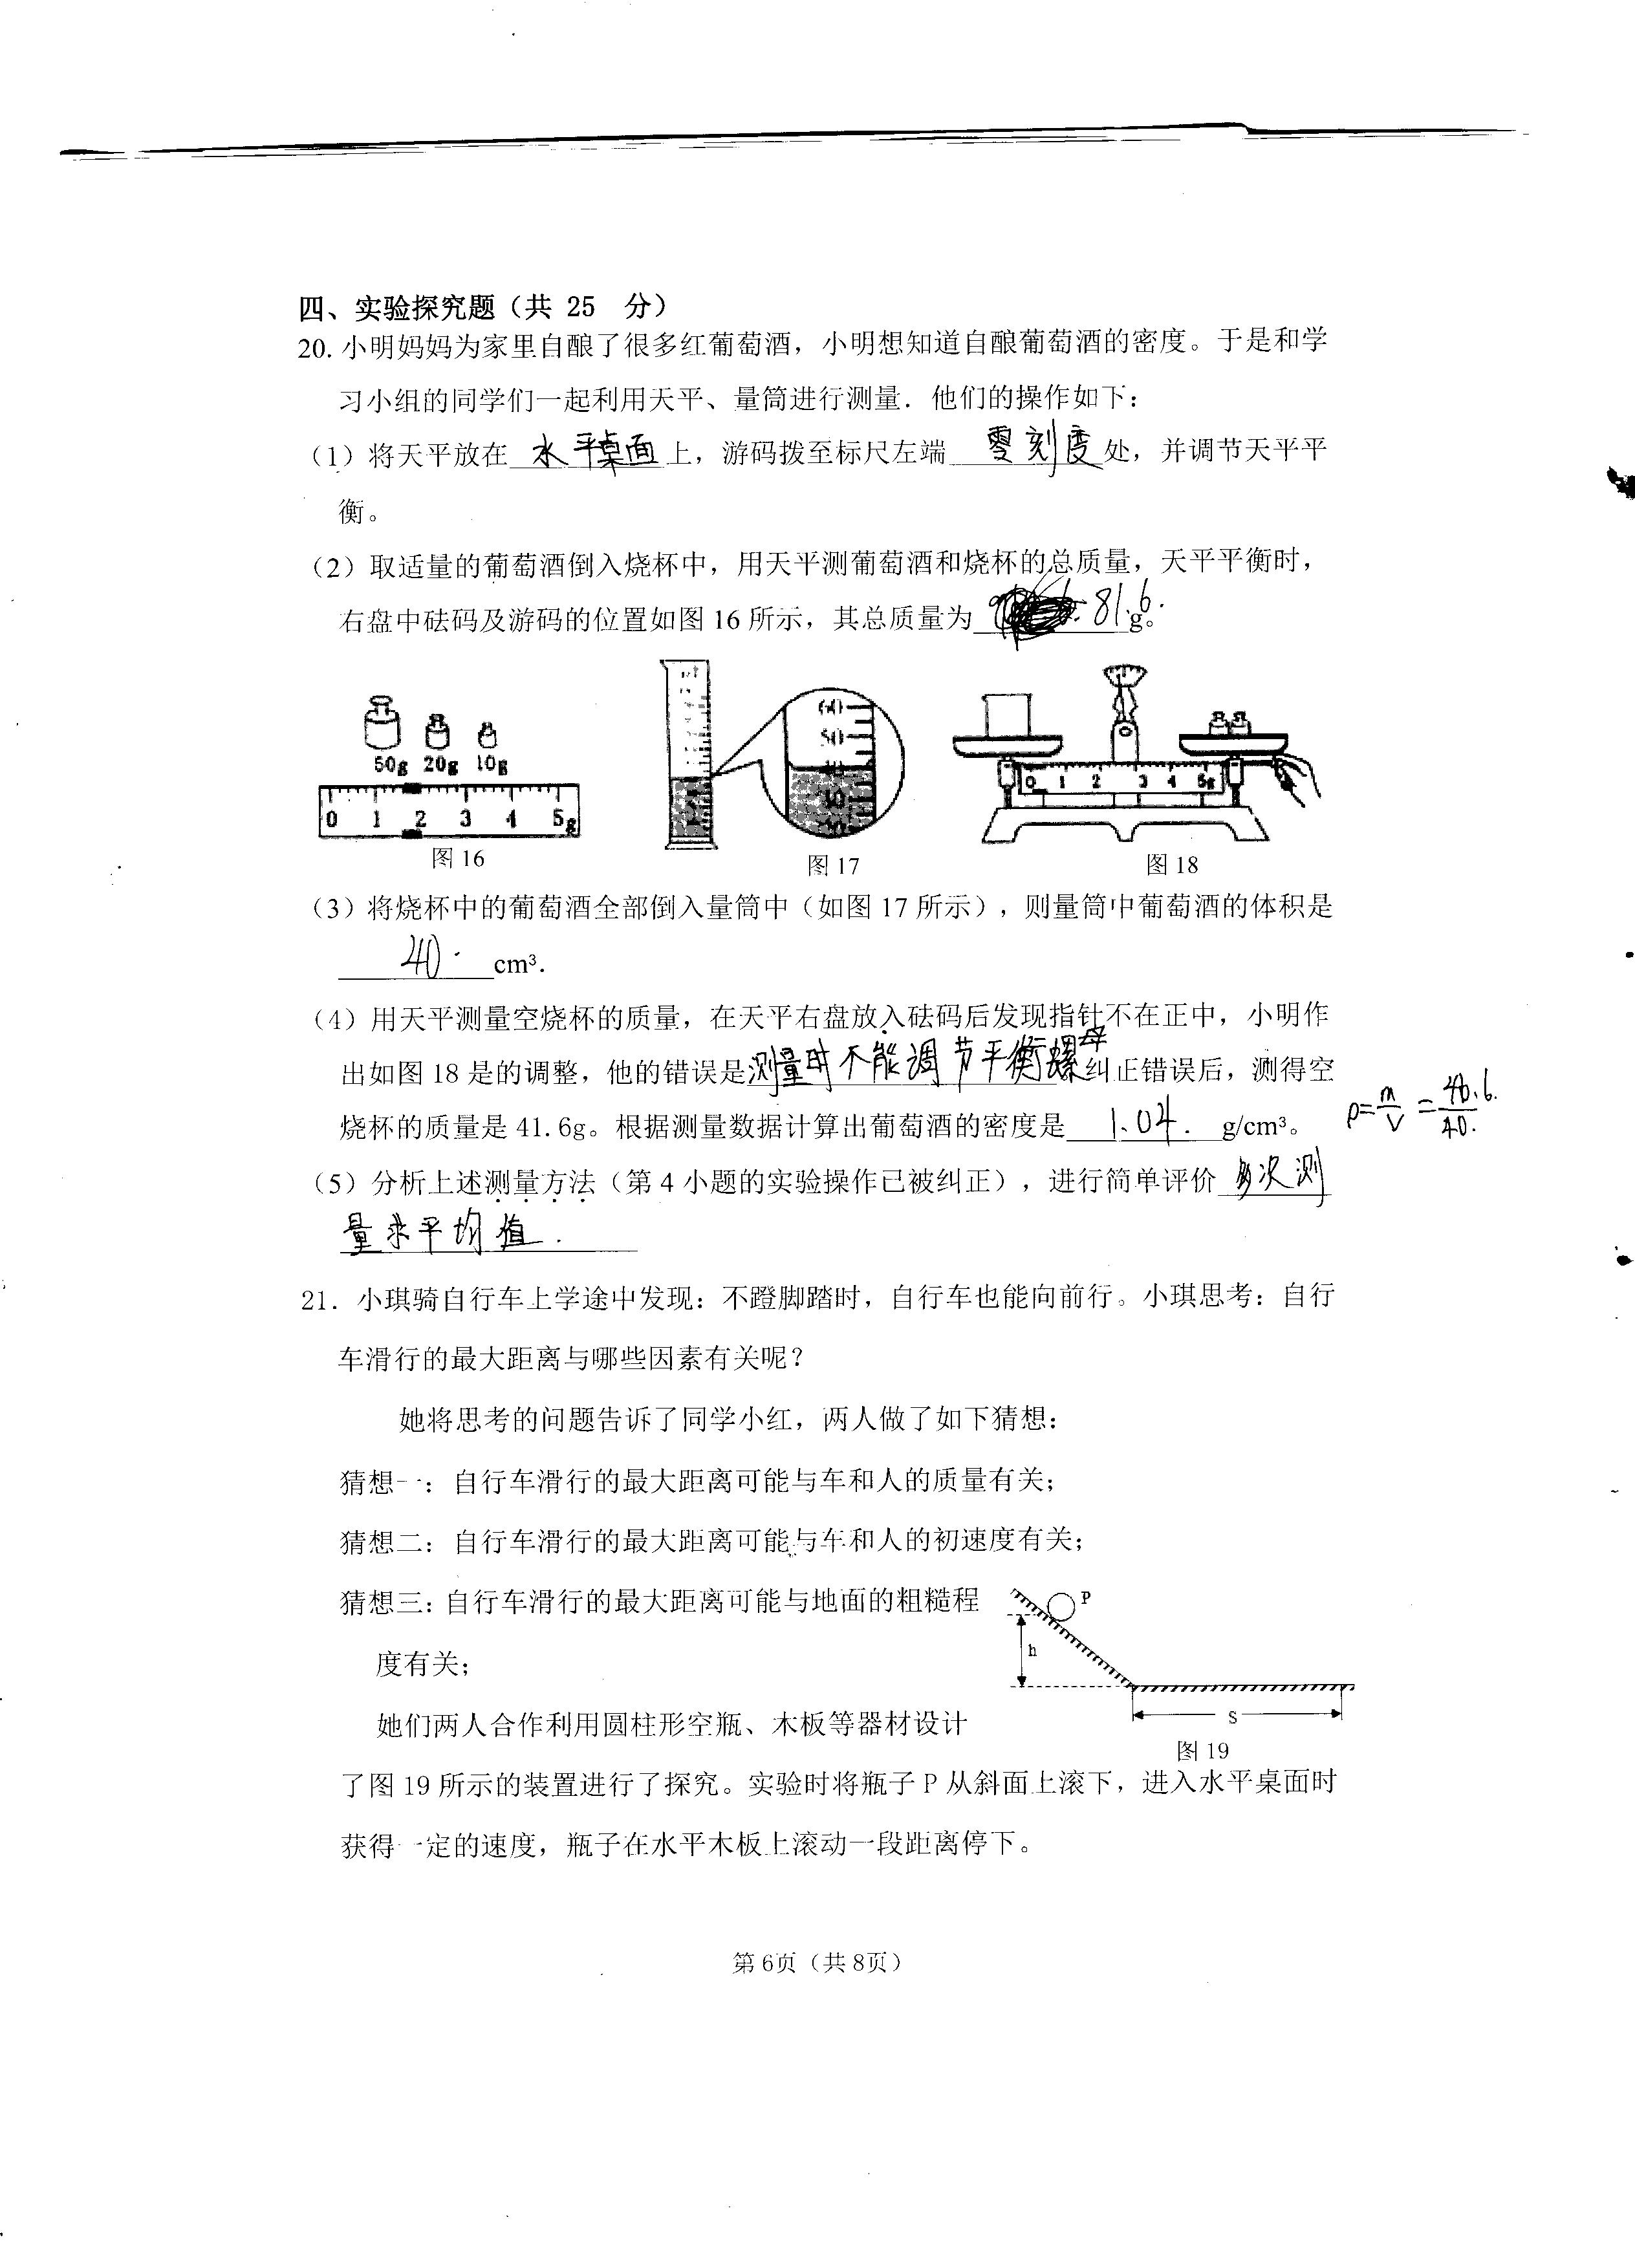 四、实验探究题（共 25 分）
20. 小明妈妈为家里自酿了很多红葡萄酒，小明想知道自酿葡萄酒的密度。于是和学
习小组的同学们一起利用天平、量筒进行测量．他们的操作如下：
（1）将天平放在 水平桌面 上，游码拨至标尺左端 零刻度 处，并调节天平平
衡。
（2）取适量的葡萄酒倒入烧杯中，用天平测葡萄酒和烧杯的总质量，天平平衡时，
右盘中砝码及游码的位置如图 16 所示，其总质量为 81.6. g。
50g 20g 10g
0 1 2 3 4 5g
图 16
60
50
40
30
图 17
0 1 2 3 4 5g
图 18
（3）将烧杯中的葡萄酒全部倒入量筒中（如图 17 所示），则量筒中葡萄酒的体积是
40. cm³．
（4）用天平测量空烧杯的质量，在天平右盘放入砝码后发现指针不在正中，小明作
出如图 18 是的调整，他的错误是测量时不能调节平衡螺母纠正错误后，测得空
烧杯的质量是 41.6g。根据测量数据计算出葡萄酒的密度是 1.04. g/cm³。
ρ=m/V=40.6./40.
（5）分析上述测量方法（第 4 小题的实验操作已被纠正），进行简单评价 多次测
量求平均值．
21．小琪骑自行车上学途中发现：不蹬脚踏时，自行车也能向前行。小琪思考：自行
车滑行的最大距离与哪些因素有关呢？
她将思考的问题告诉了同学小红，两人做了如下猜想：
猜想一：自行车滑行的最大距离可能与车和人的质量有关；
猜想二：自行车滑行的最大距离可能与车和人的初速度有关；
猜想三：自行车滑行的最大距离可能与地面的粗糙程
度有关；
P
h
S
图 19
她们两人合作利用圆柱形空瓶、木板等器材设计
了图 19 所示的装置进行了探究。实验时将瓶子 P 从斜面上滚下，进入水平桌面时
获得一定的速度，瓶子在水平木板上滚动一段距离停下。
第 6页（共 8页）